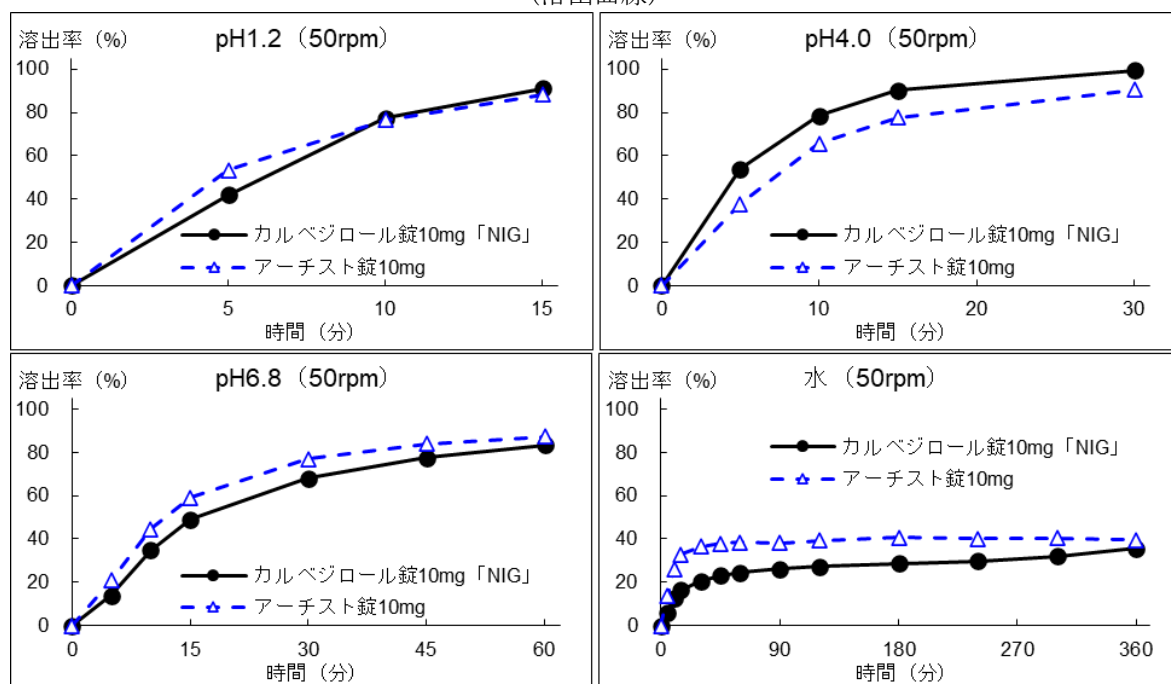 (溶出曲線)
溶出率（%） pH1.2（50rpm）
100
80
60
40
20
0
カルベジロール錠10mg「NIG」
アーチスト錠10mg
0 5 10 15
時間（分）
溶出率（%） pH4.0（50rpm）
100
80
60
40
20
0
カルベジロール錠10mg「NIG」
アーチスト錠10mg
0 10 20 30
時間（分）
溶出率（%） pH6.8（50rpm）
100
80
60
40
20
0
カルベジロール錠10mg「NIG」
アーチスト錠10mg
0 15 30 45 60
時間（分）
溶出率（%） 水（50rpm）
100
80
60
40
20
0
カルベジロール錠10mg「NIG」
アーチスト錠10mg
0 90 180 270 360
時間（分）